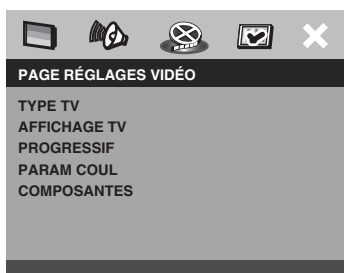 PAGE RÉGLAGES VIDÉO
TYPE TV
AFFICHAGE TV
PROGRESSIF
PARAM COUL
COMPOSANTES